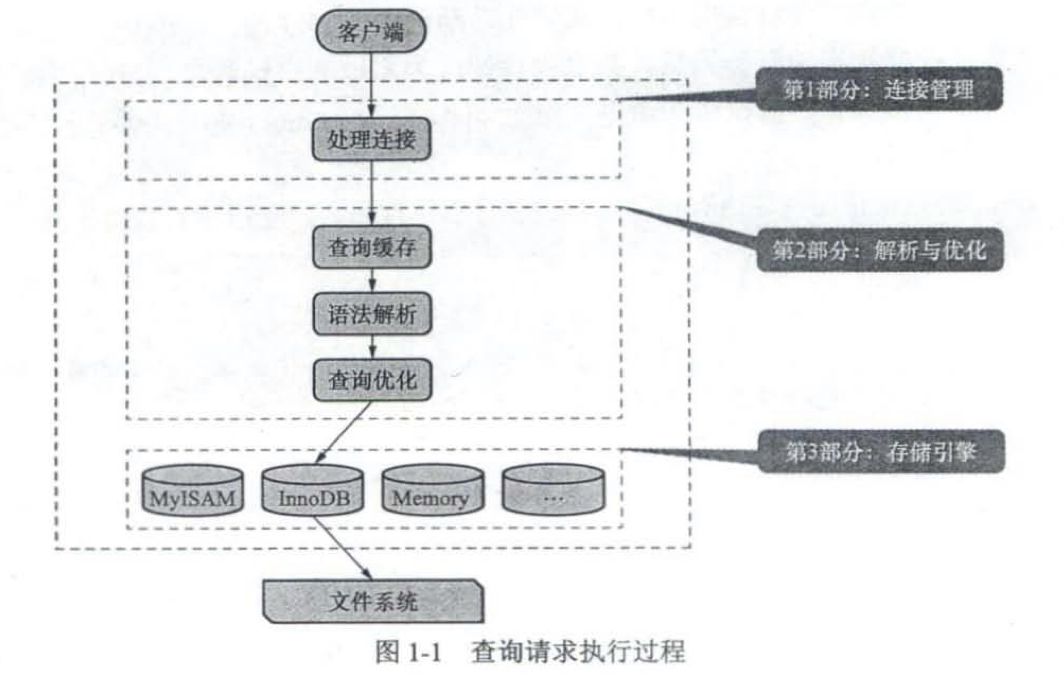 客户端
第1部分：连接管理
处理连接
查询缓存
第2部分：解析与优化
语法解析
查询优化
第3部分：存储引擎
MyISAM
InnoDB
Memory
…
文件系统
图 1-1 查询请求执行过程